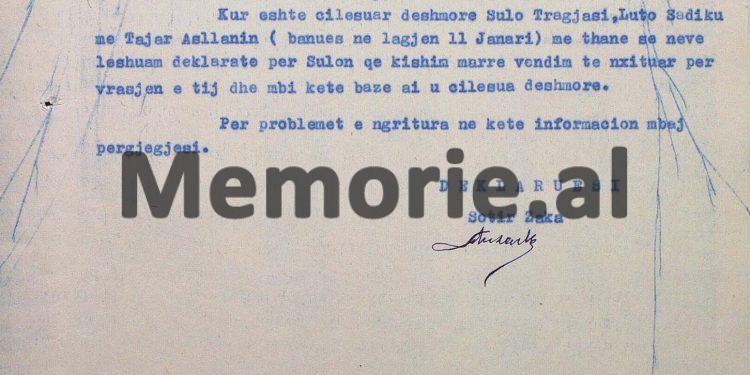 Kur eshte cilesuar deshmore Sulo Tragjasi,Luto Sadiku
me Tajar Asllanin ( banues ne lagjen 11 Janari) me thane se neve
leshuam deklarate per Sulon qe kishim marre vendim te nxituar per
vrasjen e tij dhe mbi kete baze ai u cilesua deshmore.
Per problemet e ngritura ne kete informacion mbaj
pergjegjesi.
Memorie.al
DEKLARUESI
Sotir Zaka